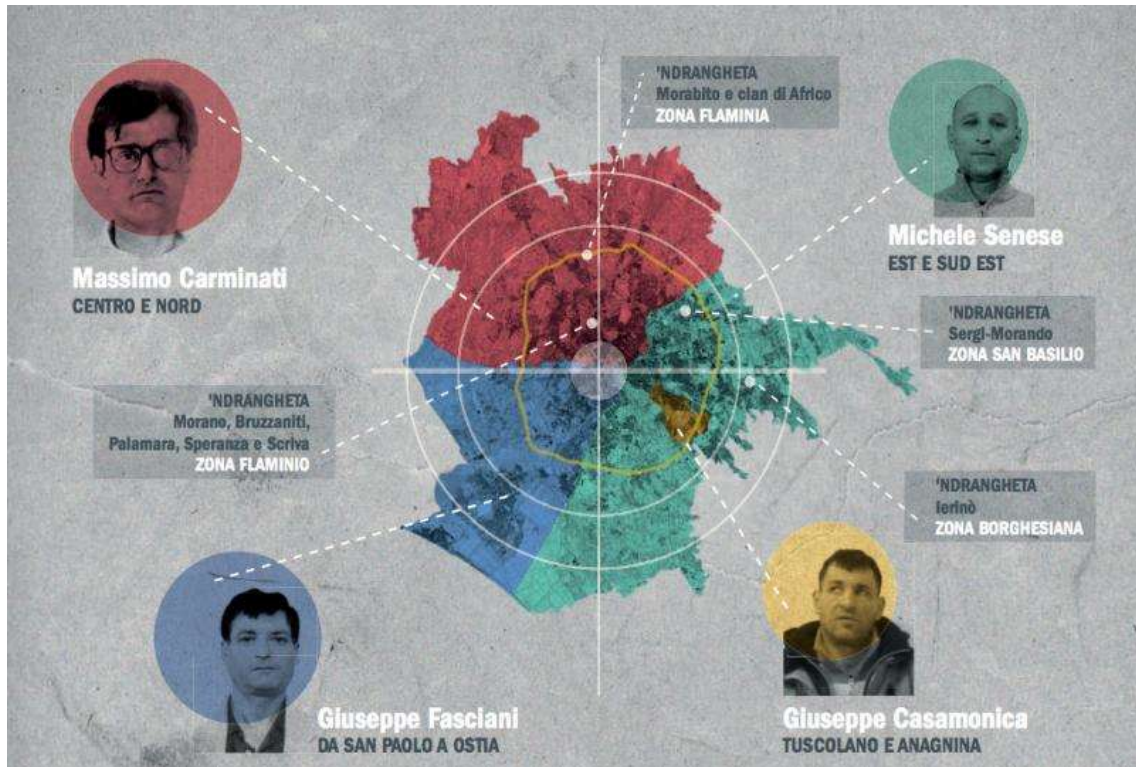 'NDRANGHETA
Morabito e clan di Africo
ZONA FLAMINIA
Massimo Carminati
CENTRO E NORD
Michele Senese
EST E SUD EST
'NDRANGHETA
Sergi-Morando
ZONA SAN BASILIO
'NDRANGHETA
Morano, Bruzzaniti,
Palamara, Speranza e Scriva
ZONA FLAMINIO
'NDRANGHETA
Ierinò
ZONA BORGHESIANA
Giuseppe Fasciani
DA SAN PAOLO A OSTIA
Giuseppe Casamonica
TUSCOLANO E ANAGNINA